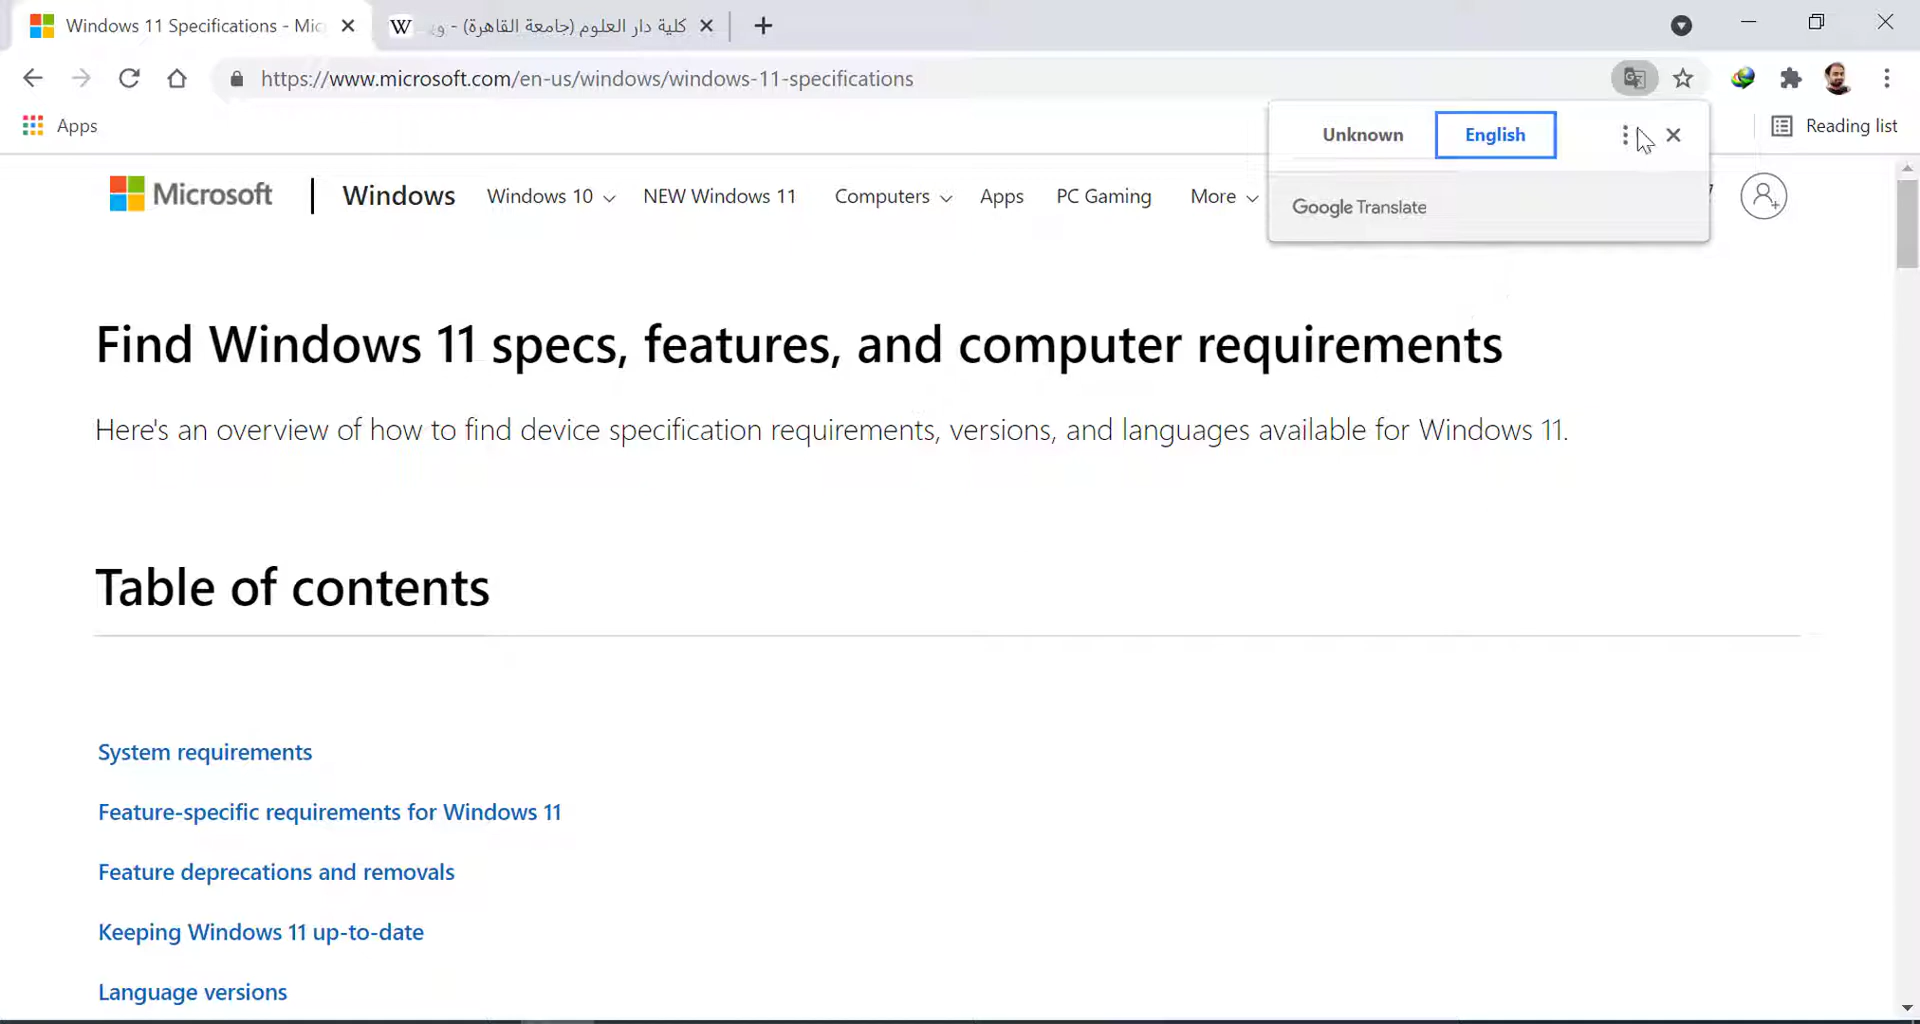 Windows 11 Specifications - Mic
كلية دار العلوم (جامعة القاهرة) - و
https://www.microsoft.com/en-us/windows/windows-11-specifications
Apps
Reading list
Unknown
English
Google Translate
Microsoft
Windows
Windows 10
NEW Windows 11
Computers
Apps
PC Gaming
More
Find Windows 11 specs, features, and computer requirements
Here's an overview of how to find device specification requirements, versions, and languages available for Windows 11.
Table of contents
System requirements
Feature-specific requirements for Windows 11
Feature deprecations and removals
Keeping Windows 11 up-to-date
Language versions